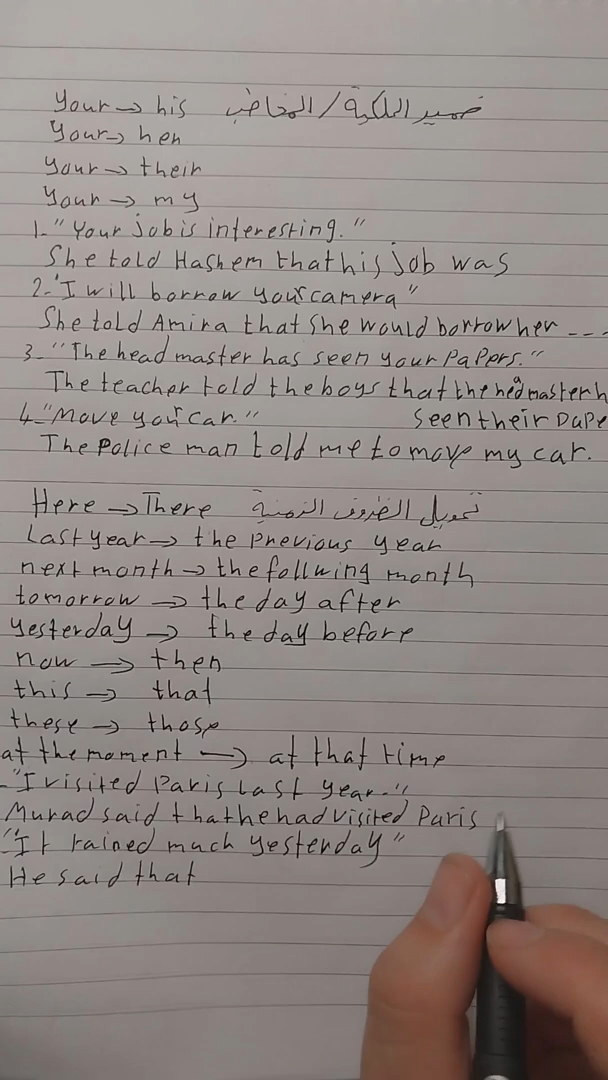 Your → his ضمير الملكية / المخاطب
Your → her
Your → their
Your → my
1- "Your job is interesting."
She told Hashem that his job was
2- "I will borrow your camera"
She told Amira that she would borrow her ---
3- "The head master has seen your PaPers."
The teacher told the boys that the head master h
seen their Pape
4- "Move your car."
The Police man told me to move my car.
Here → There تحويل الظروف الزمنية
Last year → the previous year
next month → the follwing month
tomorrow → the day after
yesterday → the day before
now → then
this → that
these → those
at the moment → at that time
- "I visited Paris Last year."
Murad said that he had visited Paris
"It rained much yesterday"
He said that